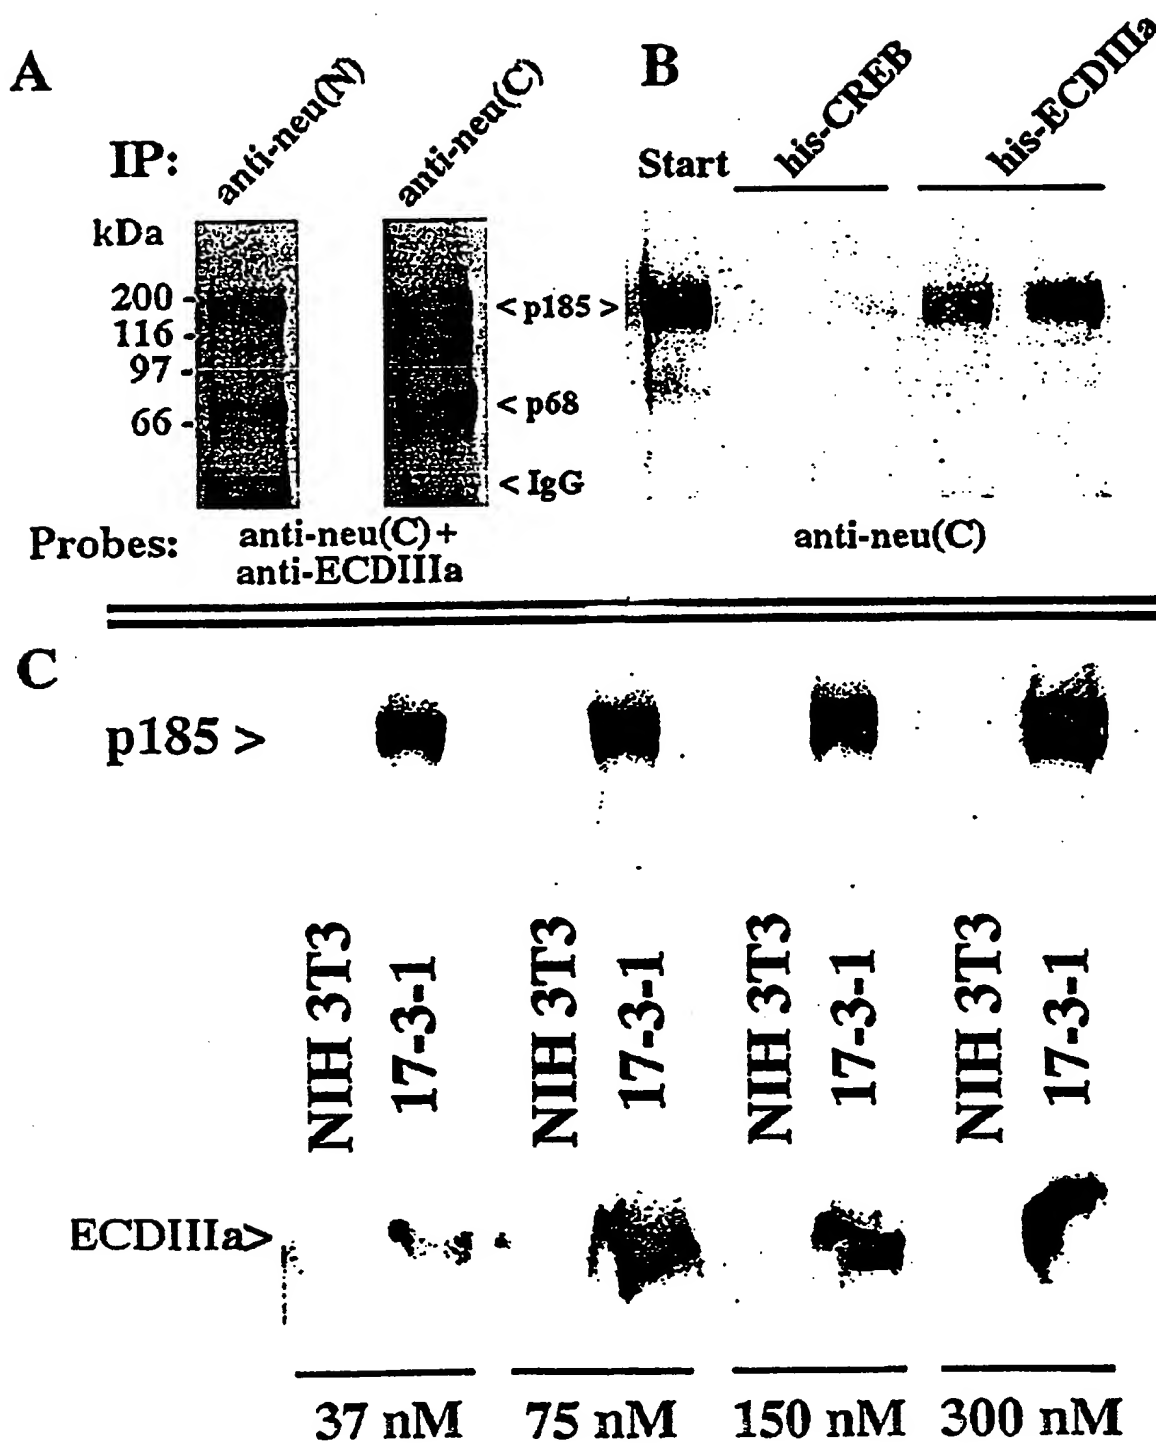 A
IP:
anti-neu(N)
anti-neu(C)
kDa
200 -
116 -
97 -
66 -
< p185 >
< p68
< IgG
Probes:
anti-neu(C)+
anti-ECDIIIa
B
Start
his-CREB
his-ECDIIIa
anti-neu(C)
C
p185 >
NIH 3T3
17-3-1
NIH 3T3
17-3-1
NIH 3T3
17-3-1
NIH 3T3
17-3-1
ECDIIIa>
37 nM
75 nM
150 nM
300 nM